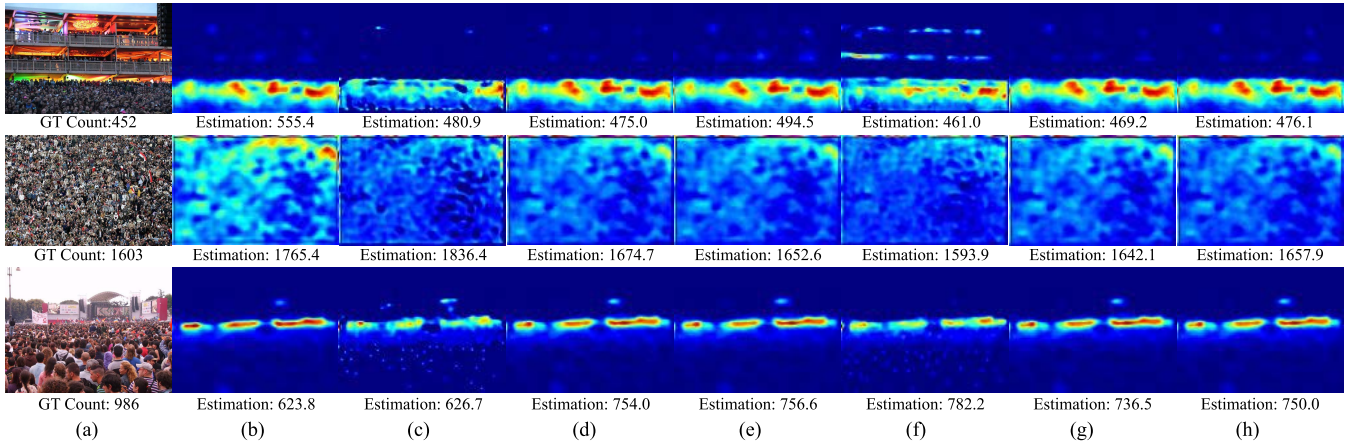 GT Count:452 Estimation: 555.4 Estimation: 480.9 Estimation: 475.0 Estimation: 494.5 Estimation: 461.0 Estimation: 469.2 Estimation: 476.1
GT Count: 1603 Estimation: 1765.4 Estimation: 1836.4 Estimation: 1674.7 Estimation: 1652.6 Estimation: 1593.9 Estimation: 1642.1 Estimation: 1657.9
GT Count: 986 Estimation: 623.8 Estimation: 626.7 Estimation: 754.0 Estimation: 756.6 Estimation: 782.2 Estimation: 736.5 Estimation: 750.0
(a) (b) (c) (d) (e) (f) (g) (h)